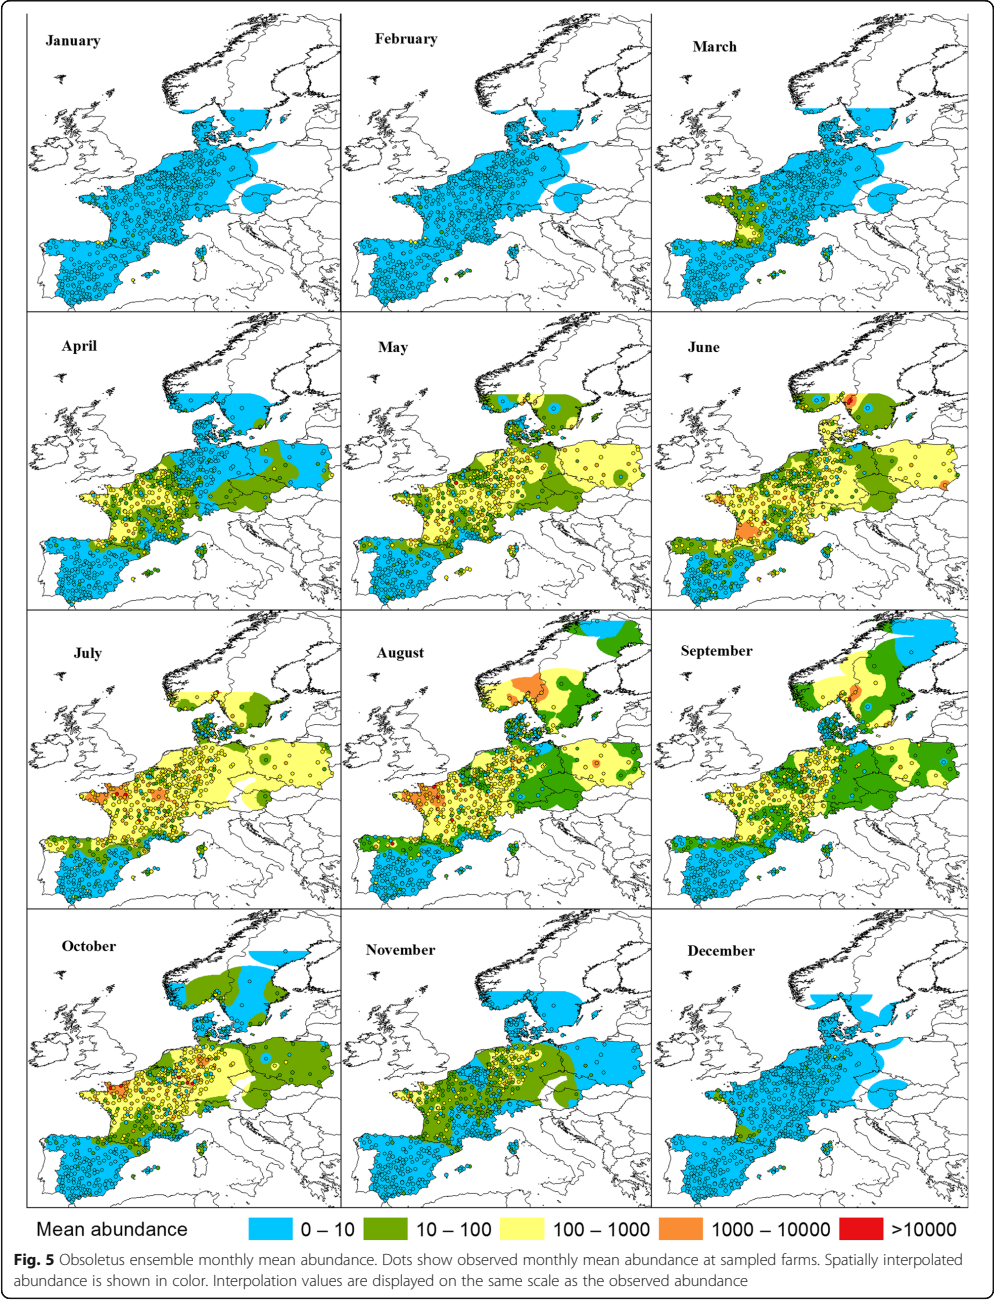 January
February
March
April
May
June
July
August
September
October
November
December
Mean abundance 0 – 10 10 – 100 100 – 1000 1000 – 10000 >10000
Fig. 5 Obsoletus ensemble monthly mean abundance. Dots show observed monthly mean abundance at sampled farms. Spatially interpolated
abundance is shown in color. Interpolation values are displayed on the same scale as the observed abundance